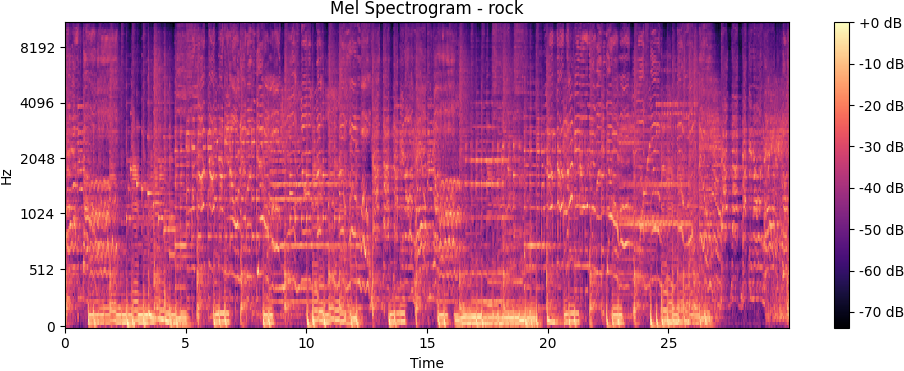 Mel Spectrogram - rock
Hz
8192
4096
2048
1024
512
0
0 5 10 15 20 25
Time
+0 dB
-10 dB
-20 dB
-30 dB
-40 dB
-50 dB
-60 dB
-70 dB